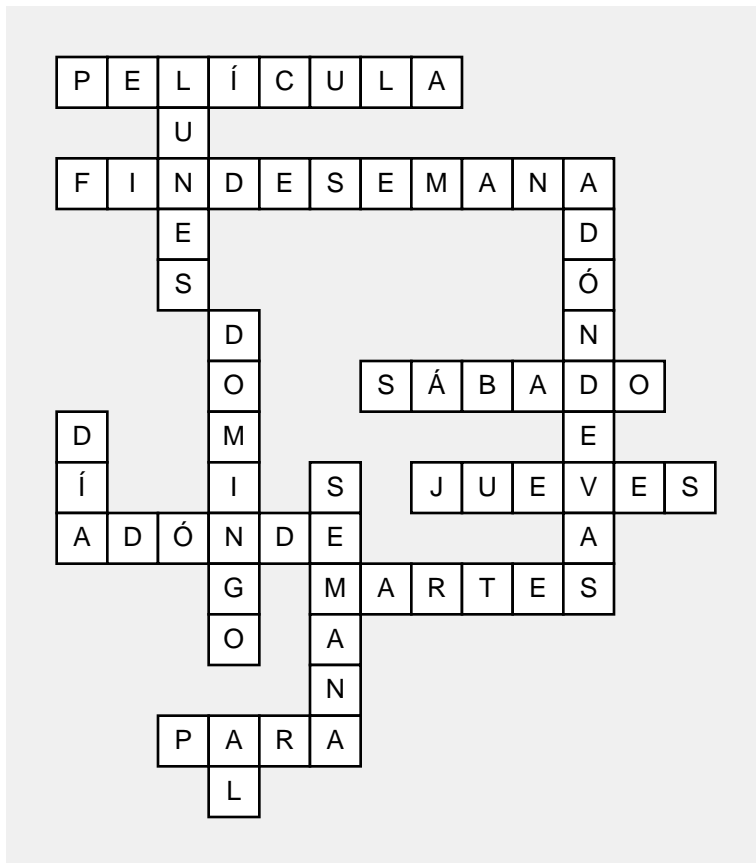 PELÍCULA
U
FINDESEMANA
E D
S Ó
D N
O SÁBADO
D M E
Í I S JUEVES
ADÓNDE A
G MARTES
O A
N
PARA
L